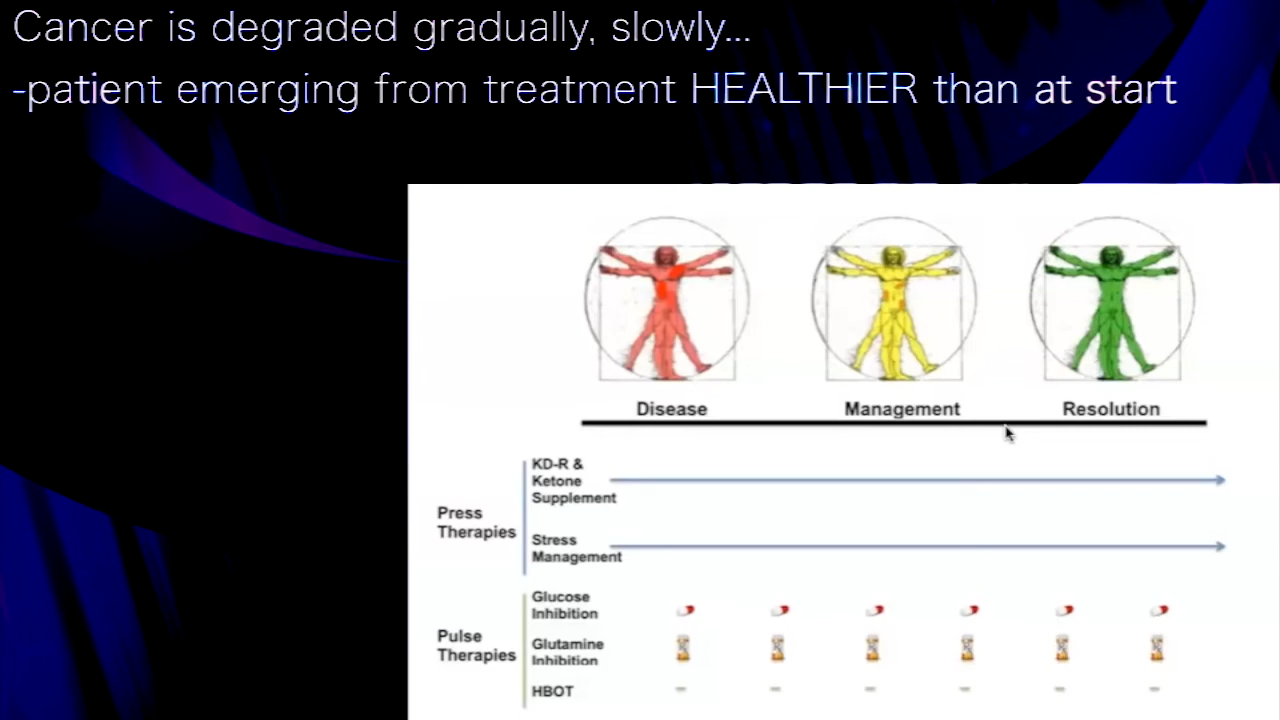 Cancer is degraded gradually, slowly...
-patient emerging from treatment HEALTHIER than at start
Disease
Management
Resolution
Press
Therapies
KD-R &
Ketone
Supplement
Stress
Management
Pulse
Therapies
Glucose
Inhibition
Glutamine
Inhibition
HBOT